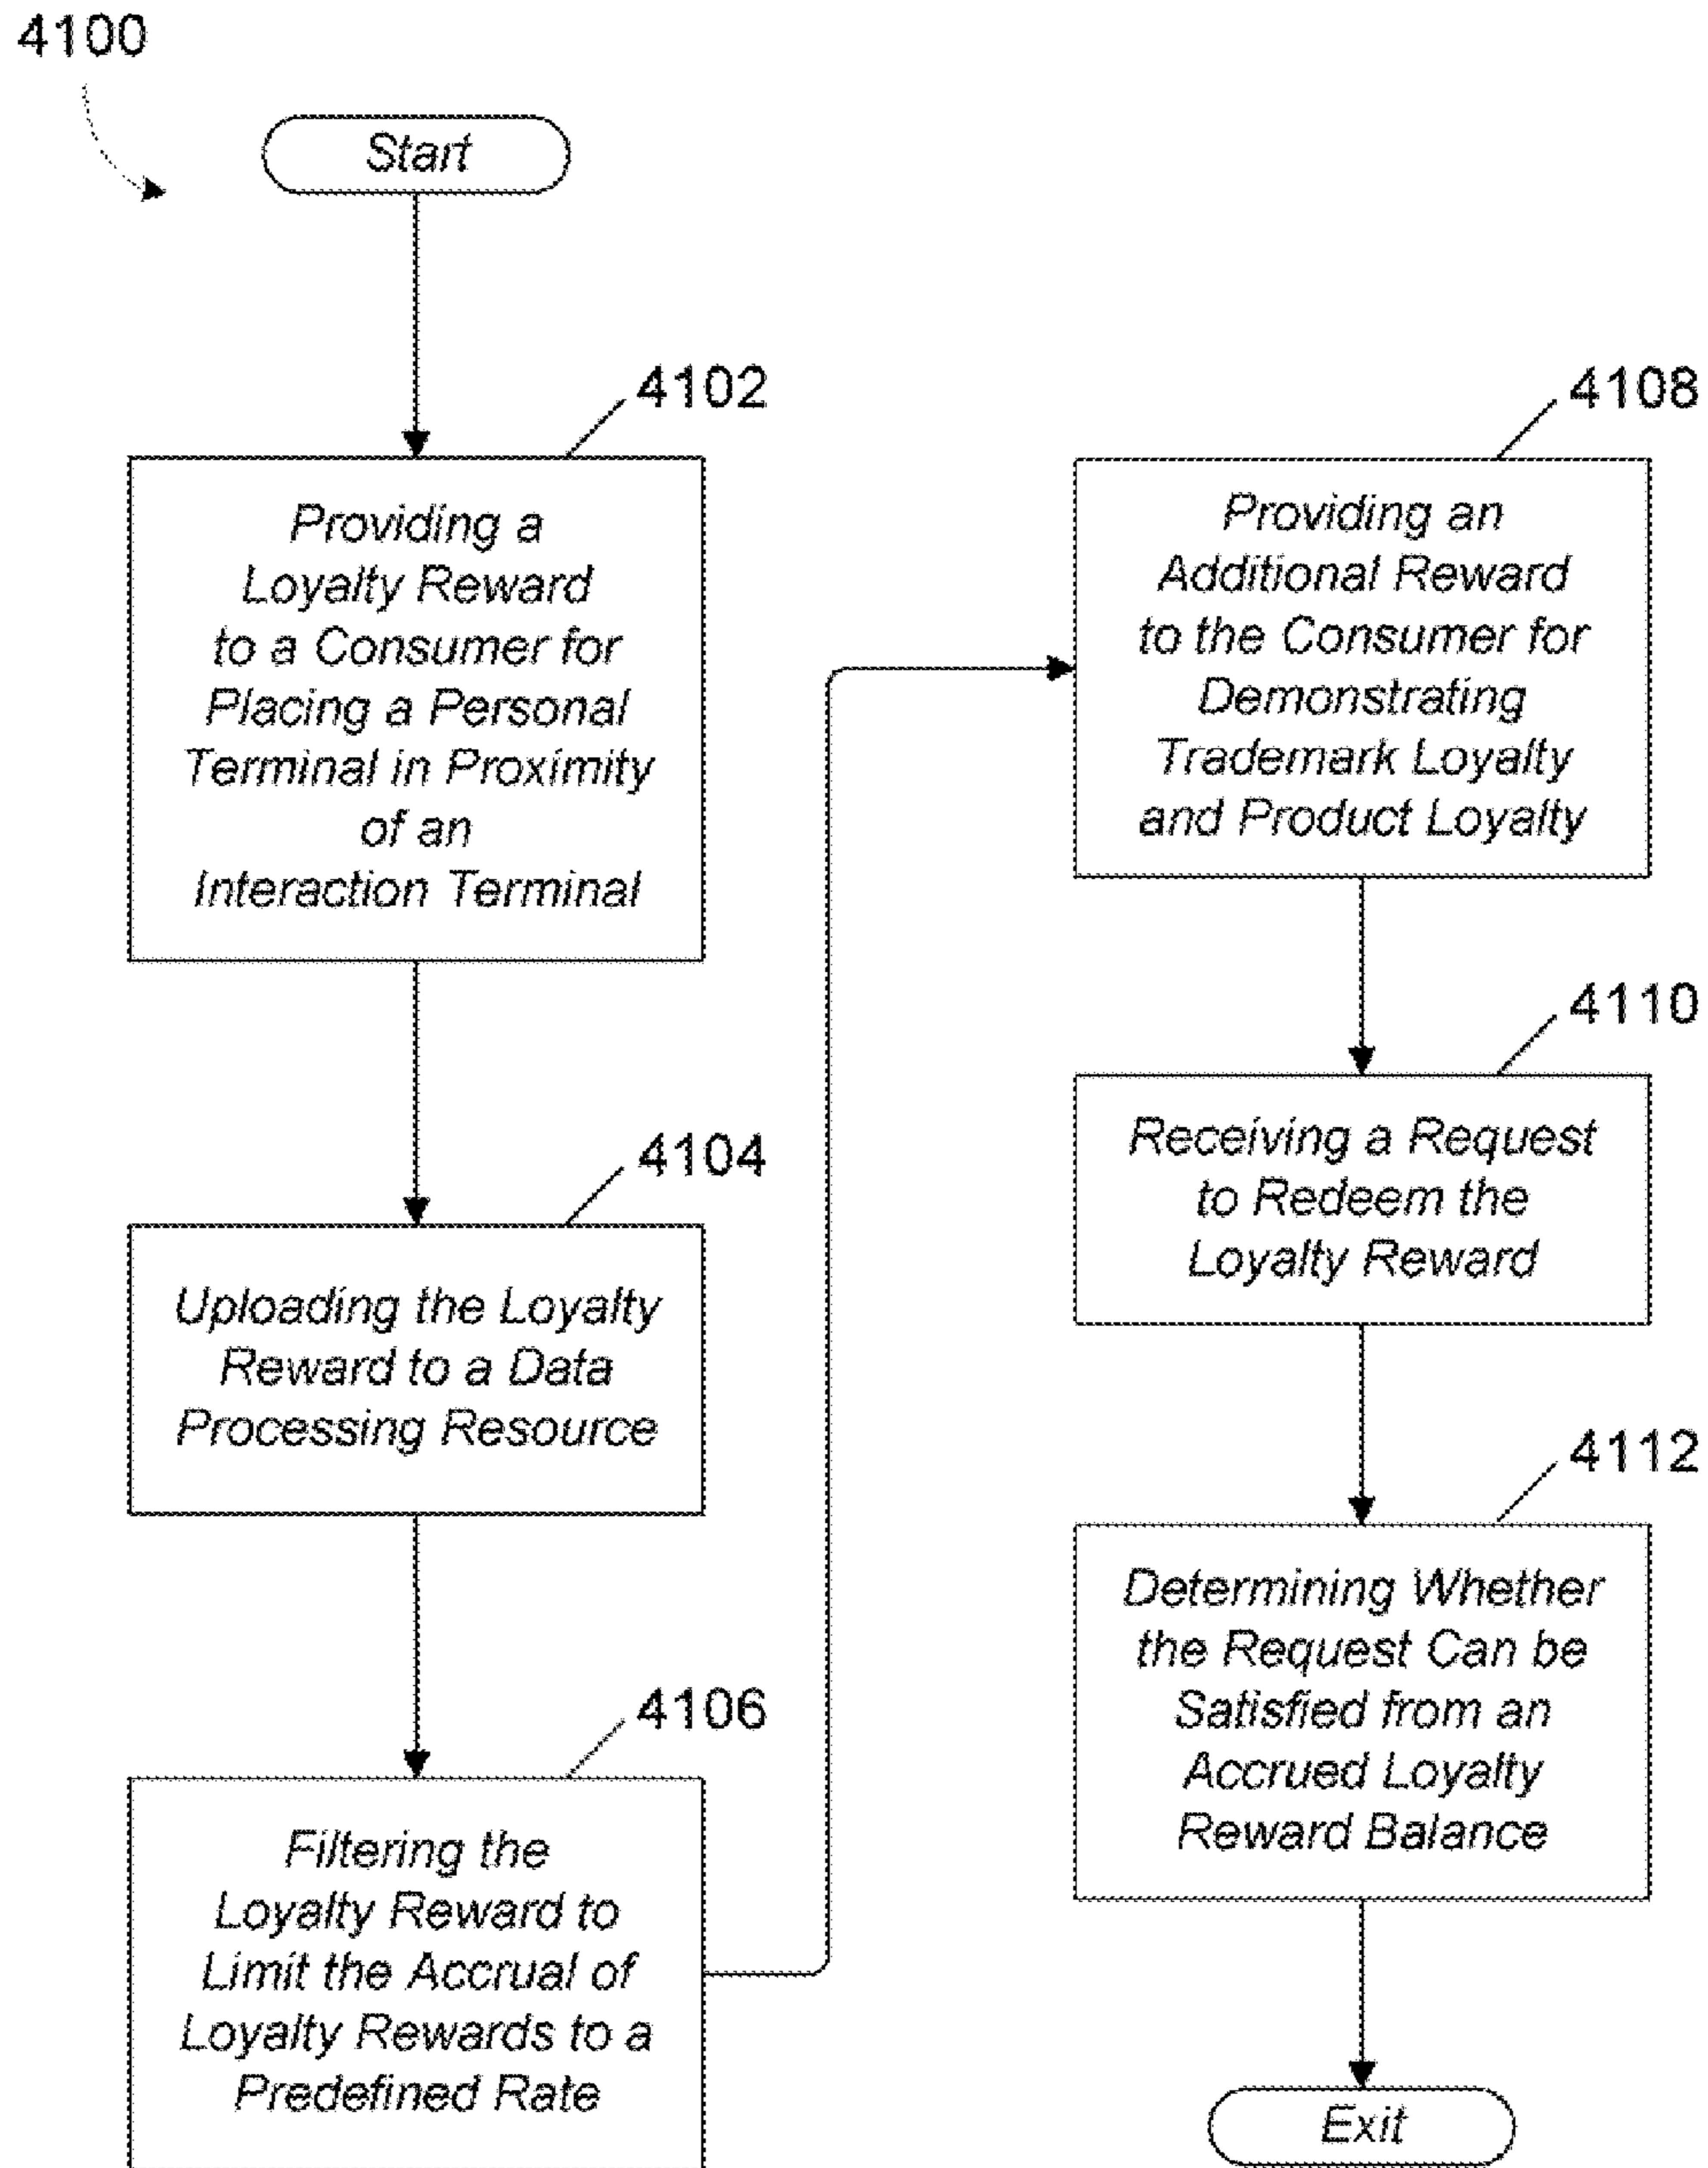 4100
Start
4102
Providing a
Loyalty Reward
to a Consumer for
Placing a Personal
Terminal in Proximity
of an
Interaction Terminal
4104
Uploading the Loyalty
Reward to a Data
Processing Resource
4106
Filtering the
Loyalty Reward to
Limit the Accrual of
Loyalty Rewards to a
Predefined Rate
4108
Providing an
Additional Reward
to the Consumer for
Demonstrating
Trademark Loyalty
and Product Loyalty
4110
Receiving a Request
to Redeem the
Loyalty Reward
4112
Determining Whether
the Request Can be
Satisfied from an
Accrued Loyalty
Reward Balance
Exit